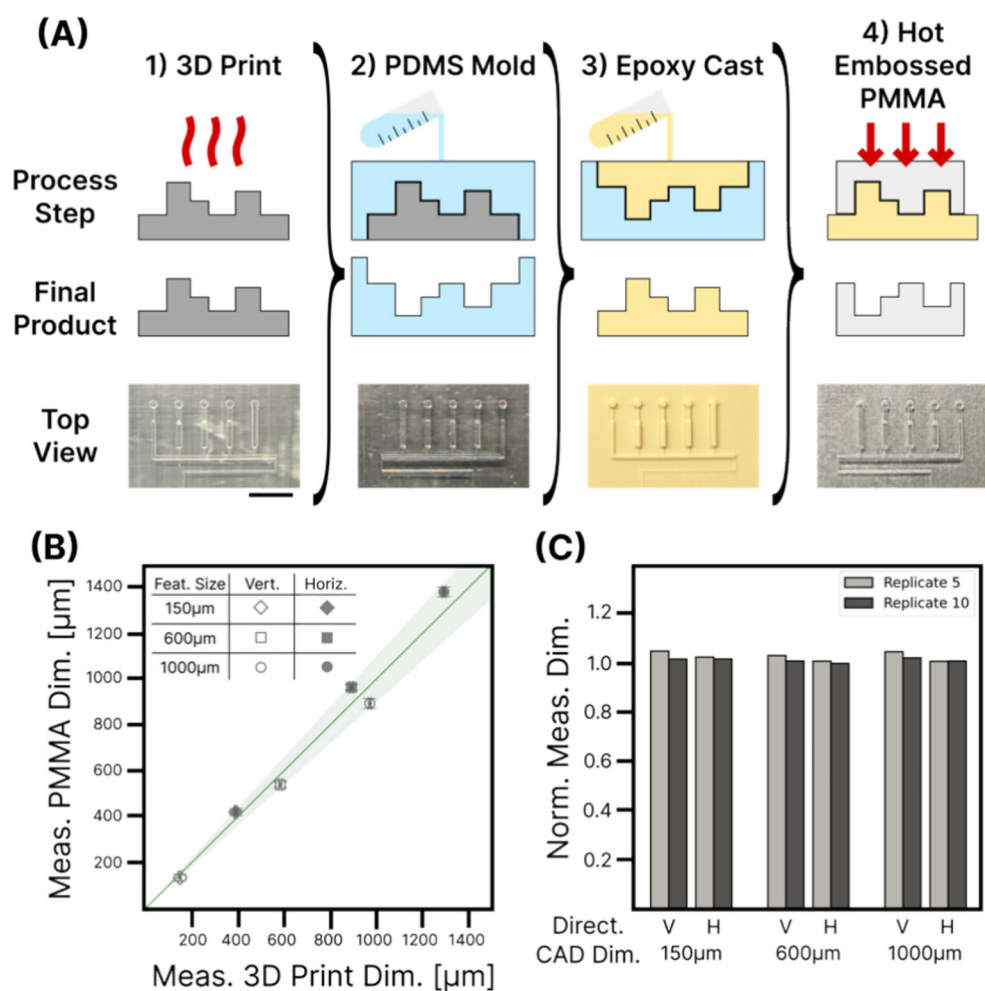 (A)
1) 3D Print
2) PDMS Mold
3) Epoxy Cast
4) Hot
Embossed
PMMA
Process
Step
Final
Product
Top
View
(B)
Meas. PMMA Dim. [µm]
1400
1200
1000
800
600
400
200
Feat. Size Vert. Horiz.
150µm
600µm
1000µm
200 400 600 800 1000 1200 1400
Meas. 3D Print Dim. [µm]
(C)
Norm. Meas. Dim.
1.2
1.0
0.8
0.6
0.4
0.2
Replicate 5
Replicate 10
Direct. V H V H V H
CAD Dim. 150µm 600µm 1000µm